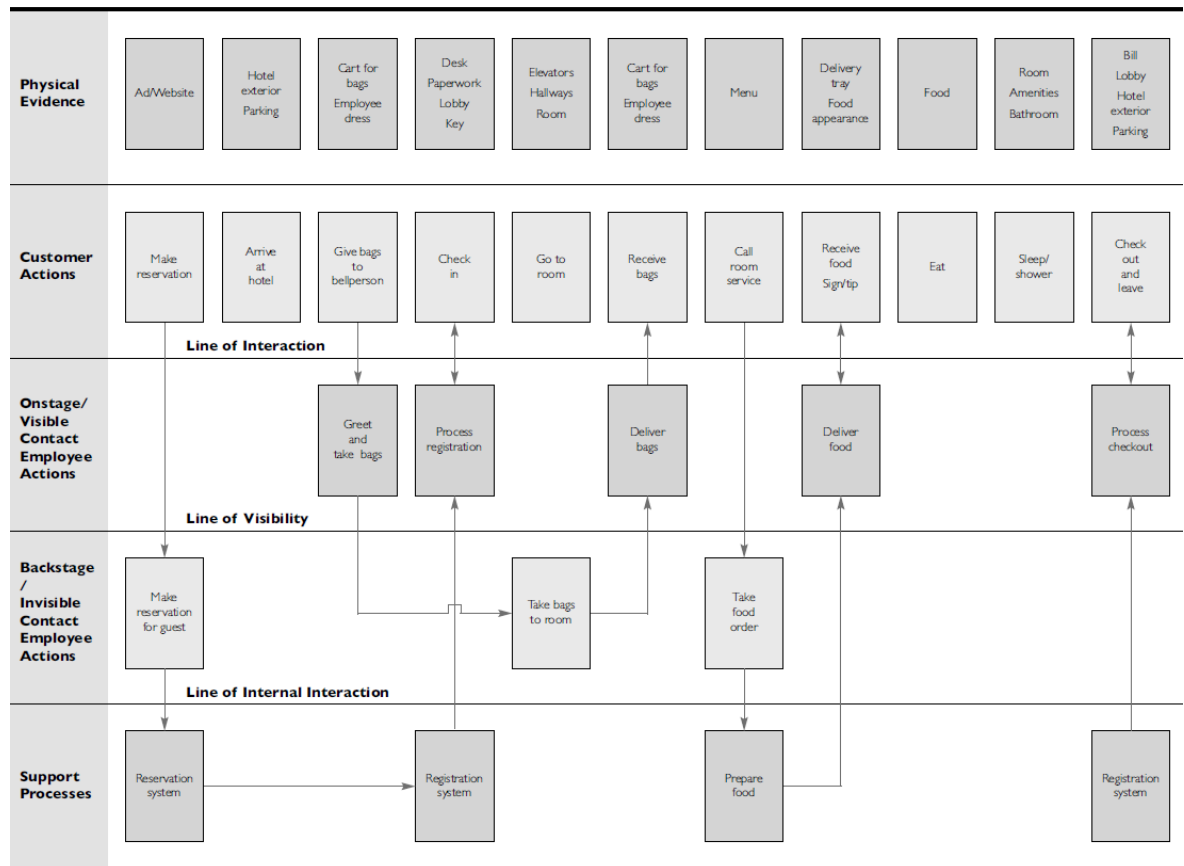 Physical
Evidence
Ad/Website
Hotel
exterior
Parking
Cart for
bags
Employee
dress
Desk
Paperwork
Lobby
Key
Elevators
Hallways
Room
Cart for
bags
Employee
dress
Menu
Delivery
tray
Food
appearance
Food
Room
Amenities
Bathroom
Bill
Lobby
Hotel
exterior
Parking
Customer
Actions
Make
reservation
Arrive
at
hotel
Give bags
to
bellperson
Check
in
Go to
room
Receive
bags
Call
room
service
Receive
food
Sign/tip
Eat
Sleep/
shower
Check
out
and
leave
Line of Interaction
Onstage/
Visible
Contact
Employee
Actions
Greet
and
take bags
Process
registration
Deliver
bags
Deliver
food
Process
checkout
Line of Visibility
Backstage
/
Invisible
Contact
Employee
Actions
Make
reservation
for guest
Take bags
to room
Take
food
order
Line of Internal Interaction
Support
Processes
Reservation
system
Registration
system
Prepare
food
Registration
system